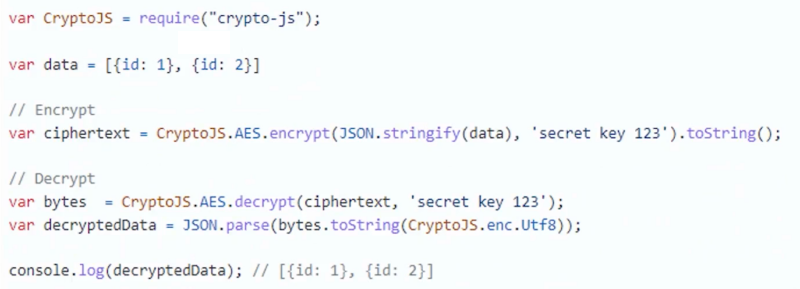 var CryptoJS = require("crypto-js");
var data = [{id: 1}, {id: 2}]
// Encrypt
var ciphertext = CryptoJS.AES.encrypt(JSON.stringify(data), 'secret key 123').toString();
// Decrypt
var bytes  = CryptoJS.AES.decrypt(ciphertext, 'secret key 123');
var decryptedData = JSON.parse(bytes.toString(CryptoJS.enc.Utf8));
console.log(decryptedData); // [{id: 1}, {id: 2}]